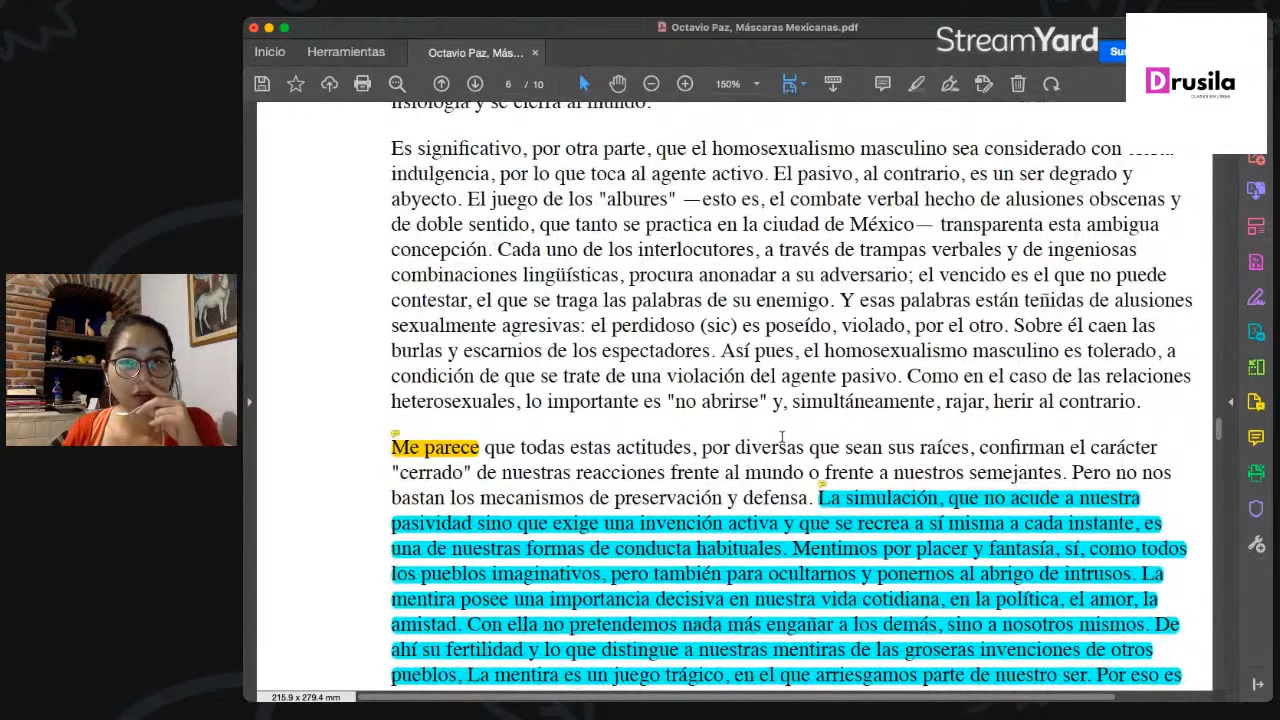 Octavio Paz, Máscaras Mexicanas.pdf
StreamYard
Inicio
Herramientas
Octavio Paz, Más...
Drusila
6 / 10
150%
fisiología y se cierra al mundo.
Es significativo, por otra parte, que el homosexualismo masculino sea considerado con
indulgencia, por lo que toca al agente activo. El pasivo, al contrario, es un ser degrado y
abyecto. El juego de los "albures" —esto es, el combate verbal hecho de alusiones obscenas y
de doble sentido, que tanto se practica en la ciudad de México— transparenta esta ambigua
concepción. Cada uno de los interlocutores, a través de trampas verbales y de ingeniosas
combinaciones lingüísticas, procura anonadar a su adversario; el vencido es el que no puede
contestar, el que se traga las palabras de su enemigo. Y esas palabras están teñidas de alusiones
sexualmente agresivas: el perdidoso (sic) es poseído, violado, por el otro. Sobre él caen las
burlas y escarnios de los espectadores. Así pues, el homosexualismo masculino es tolerado, a
condición de que se trate de una violación del agente pasivo. Como en el caso de las relaciones
heterosexuales, lo importante es "no abrirse" y, simultáneamente, rajar, herir al contrario.
Me parece que todas estas actitudes, por diversas que sean sus raíces, confirman el carácter
"cerrado" de nuestras reacciones frente al mundo o frente a nuestros semejantes. Pero no nos
bastan los mecanismos de preservación y defensa. La simulación, que no acude a nuestra
pasividad sino que exige una invención activa y que se recrea a sí misma a cada instante, es
una de nuestras formas de conducta habituales. Mentimos por placer y fantasía, sí, como todos
los pueblos imaginativos, pero también para ocultarnos y ponernos al abrigo de intrusos. La
mentira posee una importancia decisiva en nuestra vida cotidiana, en la política, el amor, la
amistad. Con ella no pretendemos nada más engañar a los demás, sino a nosotros mismos. De
ahí su fertilidad y lo que distingue a nuestras mentiras de las groseras invenciones de otros
pueblos, La mentira es un juego trágico, en el que arriesgamos parte de nuestro ser. Por eso es
215.9 x 279.4 mm